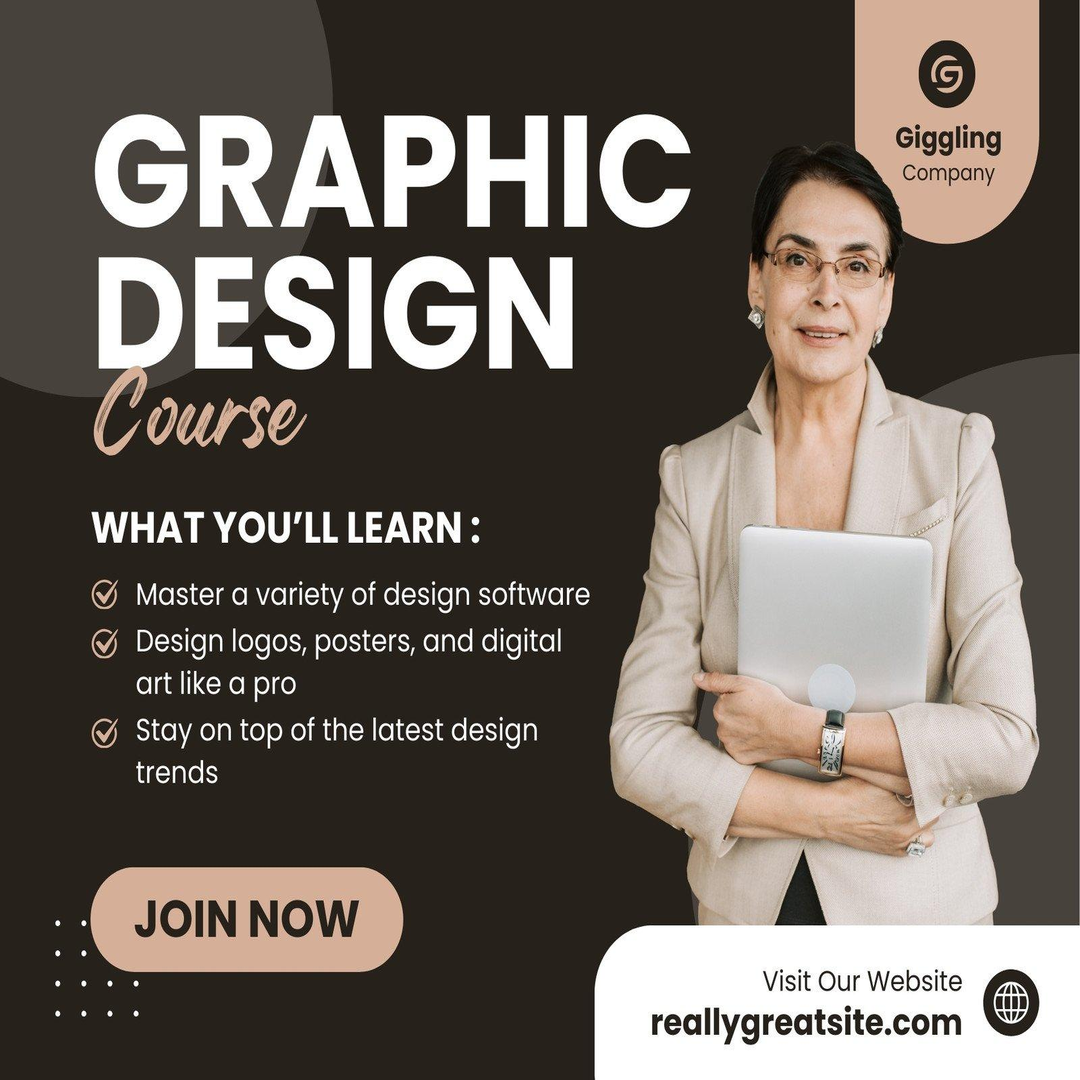 GRAPHIC
DESIGN
Course
WHAT YOU’LL LEARN :
Master a variety of design software
Design logos, posters, and digital
art like a pro
Stay on top of the latest design
trends
JOIN NOW
G
Giggling
Company
Visit Our Website
reallygreatsite.com